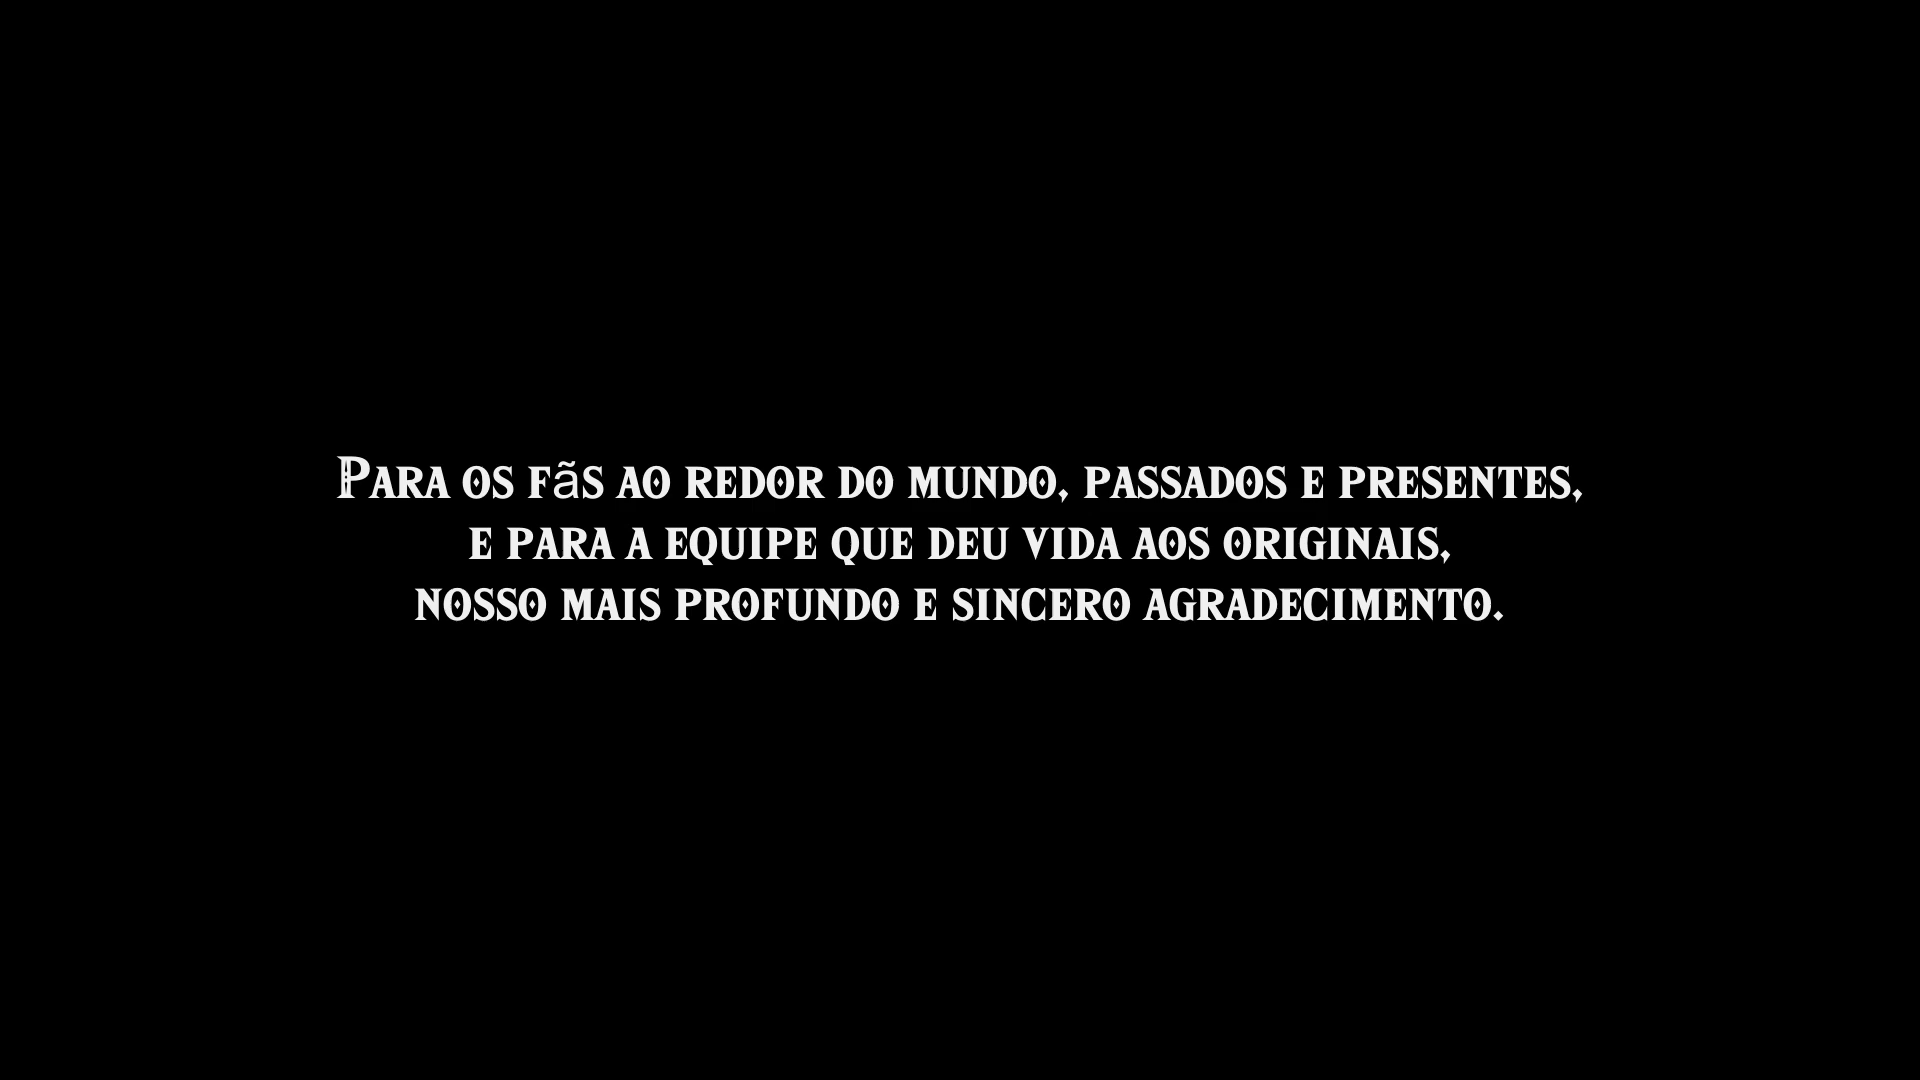 Para os fãs ao redor do mundo, passados e presentes,
e para a equipe que deu vida aos originais,
nosso mais profundo e sincero agradecimento.